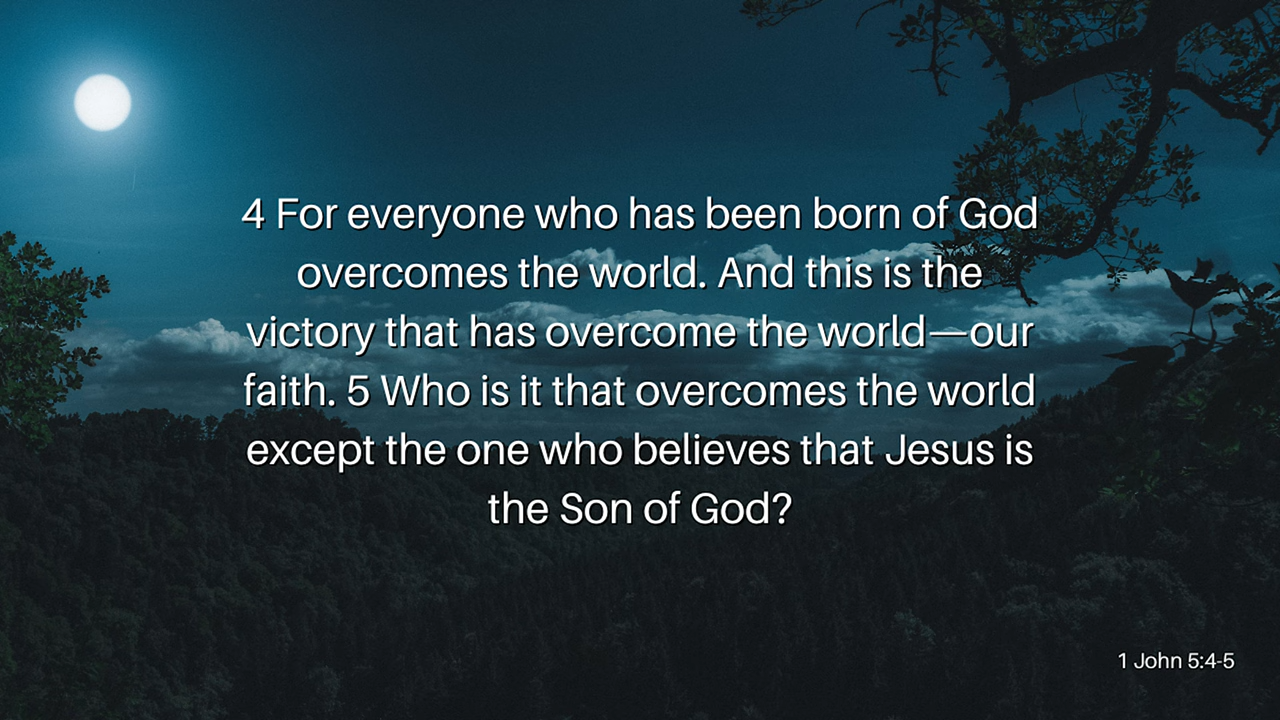 4 For everyone who has been born of God
overcomes the world. And this is the
victory that has overcome the world—our
faith. 5 Who is it that overcomes the world
except the one who believes that Jesus is
the Son of God?
1 John 5:4-5